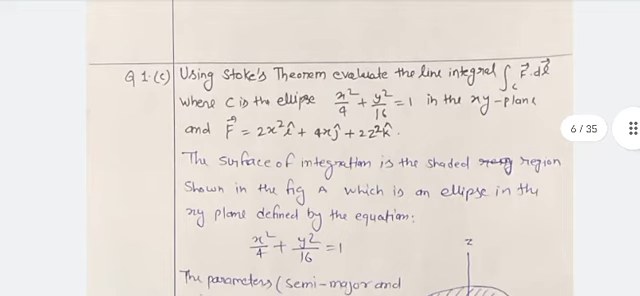 Q 1.(c) Using Stoke's Theorem evaluate the line integral ∫_C F⃗.dl⃗
where C is the ellipse x²/4 + y²/16 = 1 in the xy-plane
and F⃗ = 2x²î + 4xĵ + 2z²k̂.
6 / 35
The surface of integration is the shaded region
Shown in the fig A which is an ellipse in the
xy plane defined by the equation:
x²/4 + y2/16 = 1
z
The parameters (semi-major and